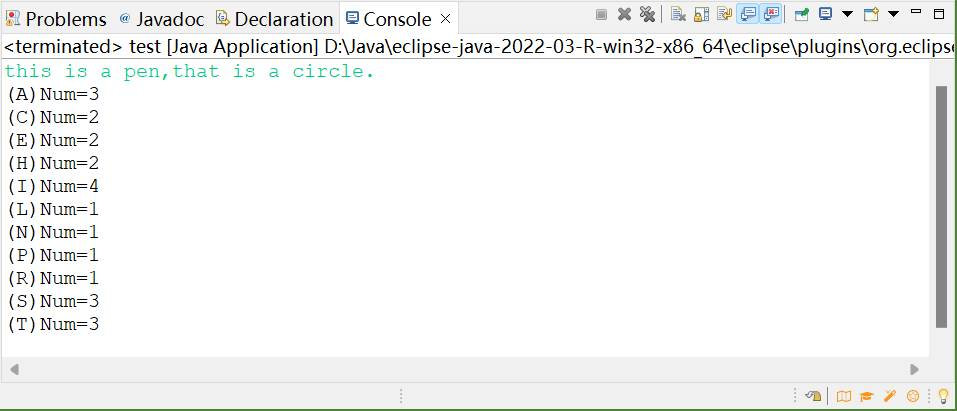 Problems @ Javadoc Declaration Console
<terminated> test [Java Application] D:\Java\eclipse-java-2022-03-R-win32-x86_64\eclipse\plugins\org.eclipse
this is a pen,that is a circle.
(A)Num=3
(C)Num=2
(E)Num=2
(H)Num=2
(I)Num=4
(L)Num=1
(N)Num=1
(P)Num=1
(R)Num=1
(S)Num=3
(T)Num=3